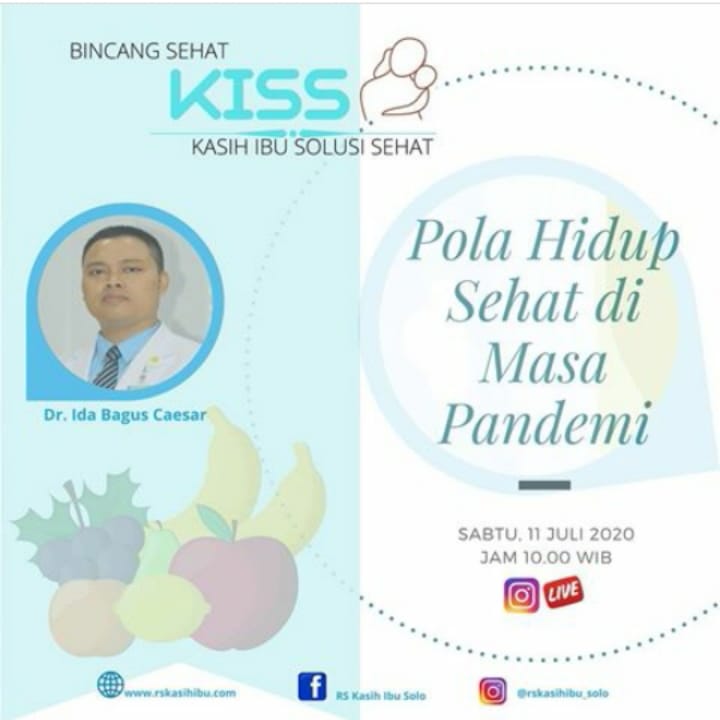 BINCANG SEHAT
KISS
KASIH IBU SOLUSI SEHAT
Dr. Ida Bagus Caesar
Pola Hidup
Sehat di
Masa
Pandemi
SABTU, 11 JULI 2020
JAM 10.00 WIB
LIVE
www.rskasihibu.com
f
RS Kasih Ibu Solo
@rskasihibu_solo